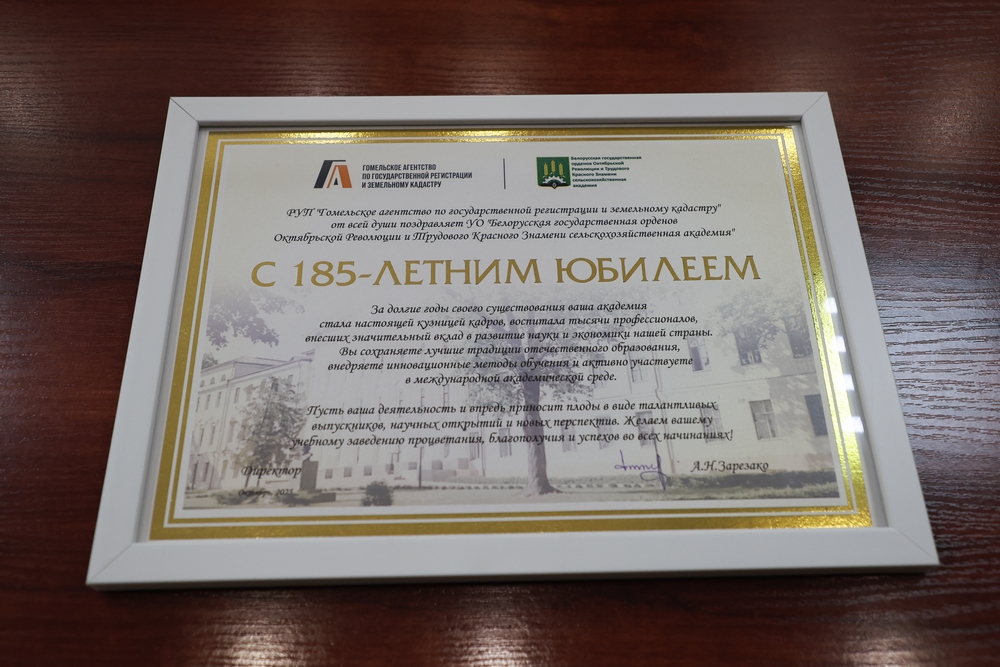 ГОМЕЛЬСКОЕ АГЕНТСТВО
ПО ГОСУДАРСТВЕННОЙ РЕГИСТРАЦИИ
И ЗЕМЕЛЬНОМУ КАДАСТРУ
Белорусская государственная
орденов Октябрьской
Революции и Трудового
Красного Знамени
сельскохозяйственная
академия
РУП "Гомельское агентство по государственной регистрации и земельному кадастру"
от всей души поздравляет УО "Белорусская государственная орденов
Октябрьской Революции и Трудового Красного Знамени сельскохозяйственная академия"
С 185-ЛЕТНИМ ЮБИЛЕЕМ
За долгие годы своего существования ваша академия
стала настоящей кузницей кадров, воспитала тысячи профессионалов,
внесших значительный вклад в развитие науки и экономики нашей страны.
Вы сохраняете лучшие традиции отечественного образования,
внедряете инновационные методы обучения и активно участвуете
в международной академической среде.
Пусть ваша деятельность и впредь приносит плоды в виде талантливых
выпускников, научных открытий и новых перспектив. Желаем вашему
учебному заведению процветания, благополучия и успехов во всех начинаниях!
Директор
А.Н.Зарезако
Октябрь, 2025